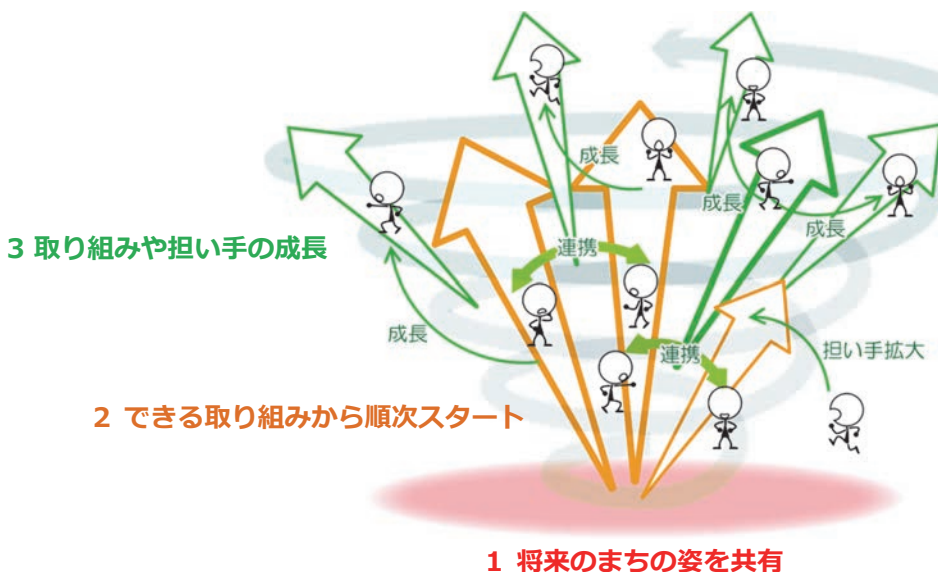 成長
成長
成長
連携
3 取り組みや担い手の成長
成長
連携
担い手拡大
2 できる取り組みから順次スタート
1 将来のまちの姿を共有